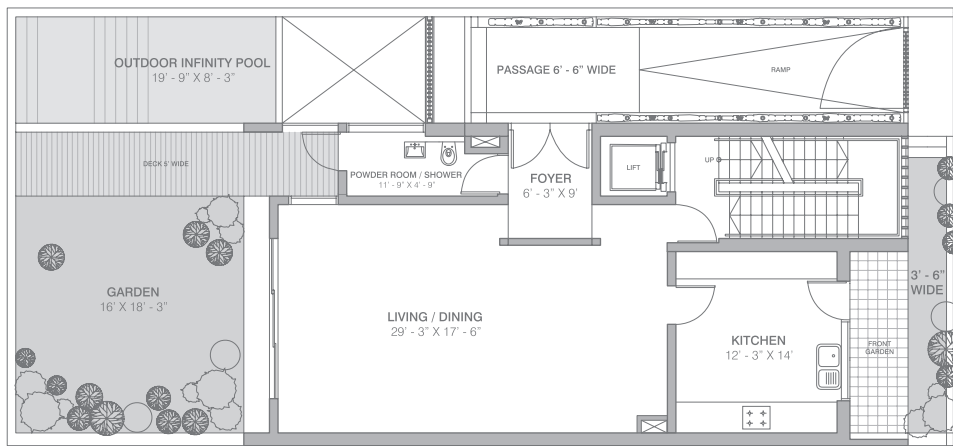 OUTDOOR INFINITY POOL
19' - 9" X 8' - 3"
PASSAGE 6' - 6" WIDE
RAMP
DECK 5' WIDE
POWDER ROOM / SHOWER
11' - 9" X 4' - 9"
FOYER
6' - 3" X 9'
LIFT
UP
GARDEN
16' X 18' - 3"
LIVING / DINING
29' - 3" X 17' - 6"
KITCHEN
12' - 3" X 14'
FRONT
GARDEN
3' - 6"
WIDE